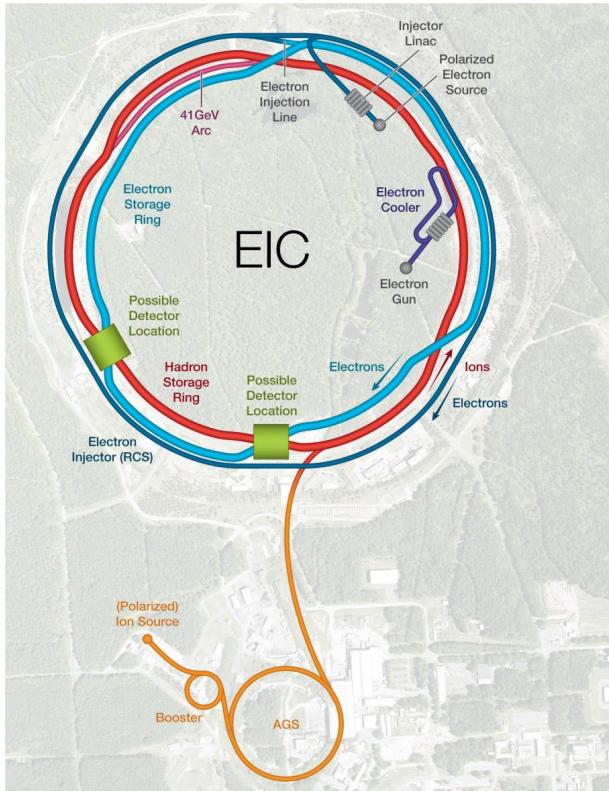 Injector
Linac
Polarized
Electron
Source
Electron
Injection
Line
41GeV
Arc
Electron
Storage
Ring
Electron
Cooler
EIC
Electron
Gun
Possible
Detector
Location
Hadron
Storage
Ring
Possible
Detector
Location
Electrons
Ions
Electrons
Electron
Injector (RCS)
(Polarized)
Ion Source
Booster
AGS